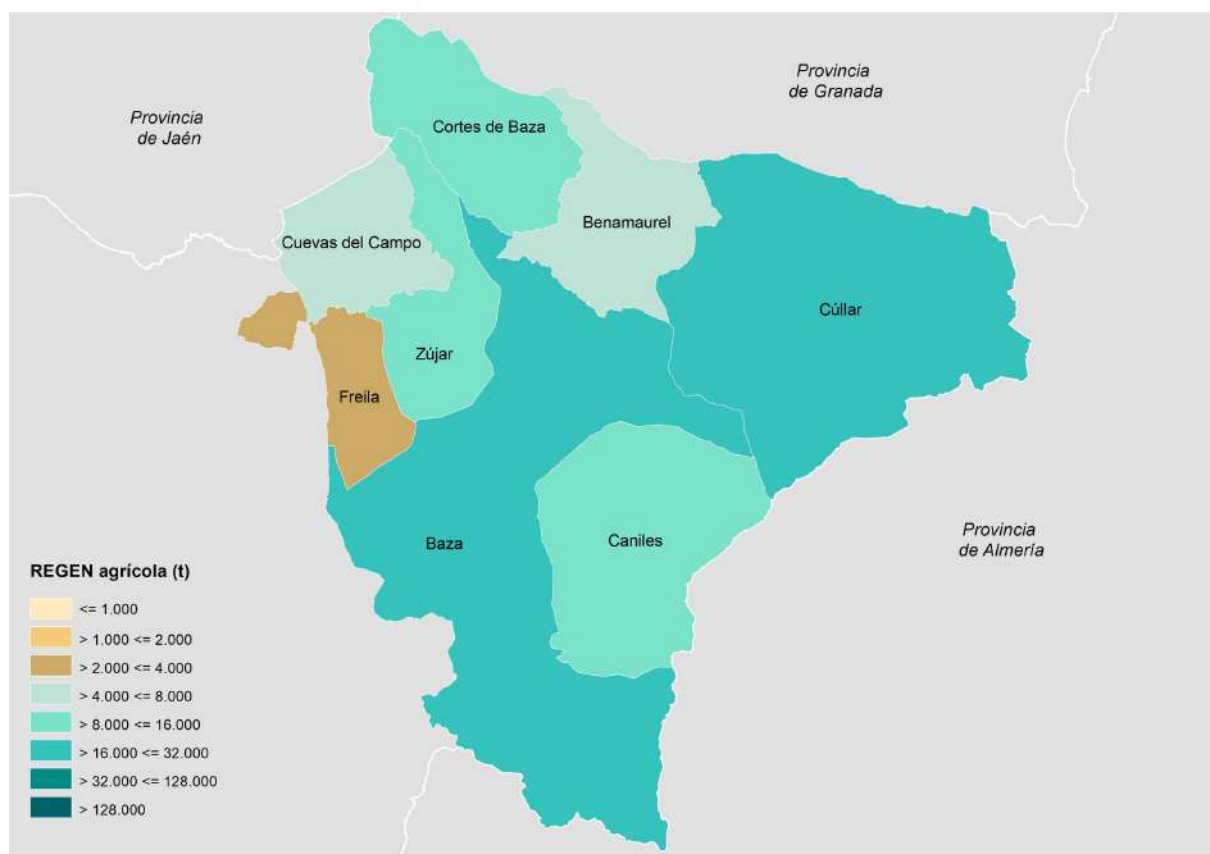 Provincia
de Granada
Provincia
de Jaén
Cortes de Baza
Benamaurel
Cuevas del Campo
Cúllar
Zújar
Freila
Baza
Caniles
Provincia
de Almería
REGEN agrícola (t)
<= 1.000
> 1.000 <= 2.000
> 2.000 <= 4.000
> 4.000 <= 8.000
> 8.000 <= 16.000
> 16.000 <= 32.000
> 32.000 <= 128.000
> 128.000